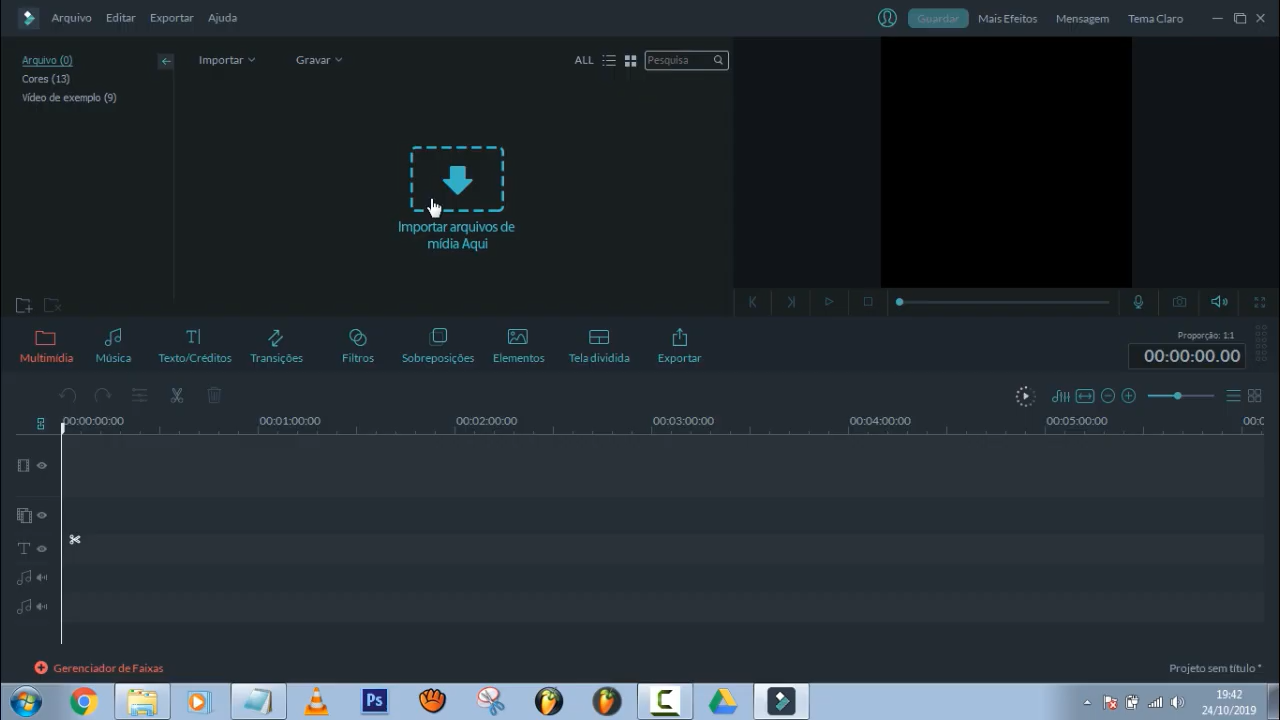 Arquivo Editar Exportar Ajuda Guardar Mais Efeitos Mensagem Tema Claro
Arquivo (0)
Cores (13)
Vídeo de exemplo (9)
Importar Gravar ALL Pesquisa
Importar arquivos de
mídia Aqui
Multimídia Música Texto/Créditos Transições Filtros Sobreposições Elementos Tela dividida Exportar
Proporção: 1:1
00:00:00.00
00:00:00:00 00:01:00:00 00:02:00:00 00:03:00:00 00:04:00:00 00:05:00:00 00:0
Gerenciador de Faixas
Projeto sem título *
Ps
19:42
24/10/2019